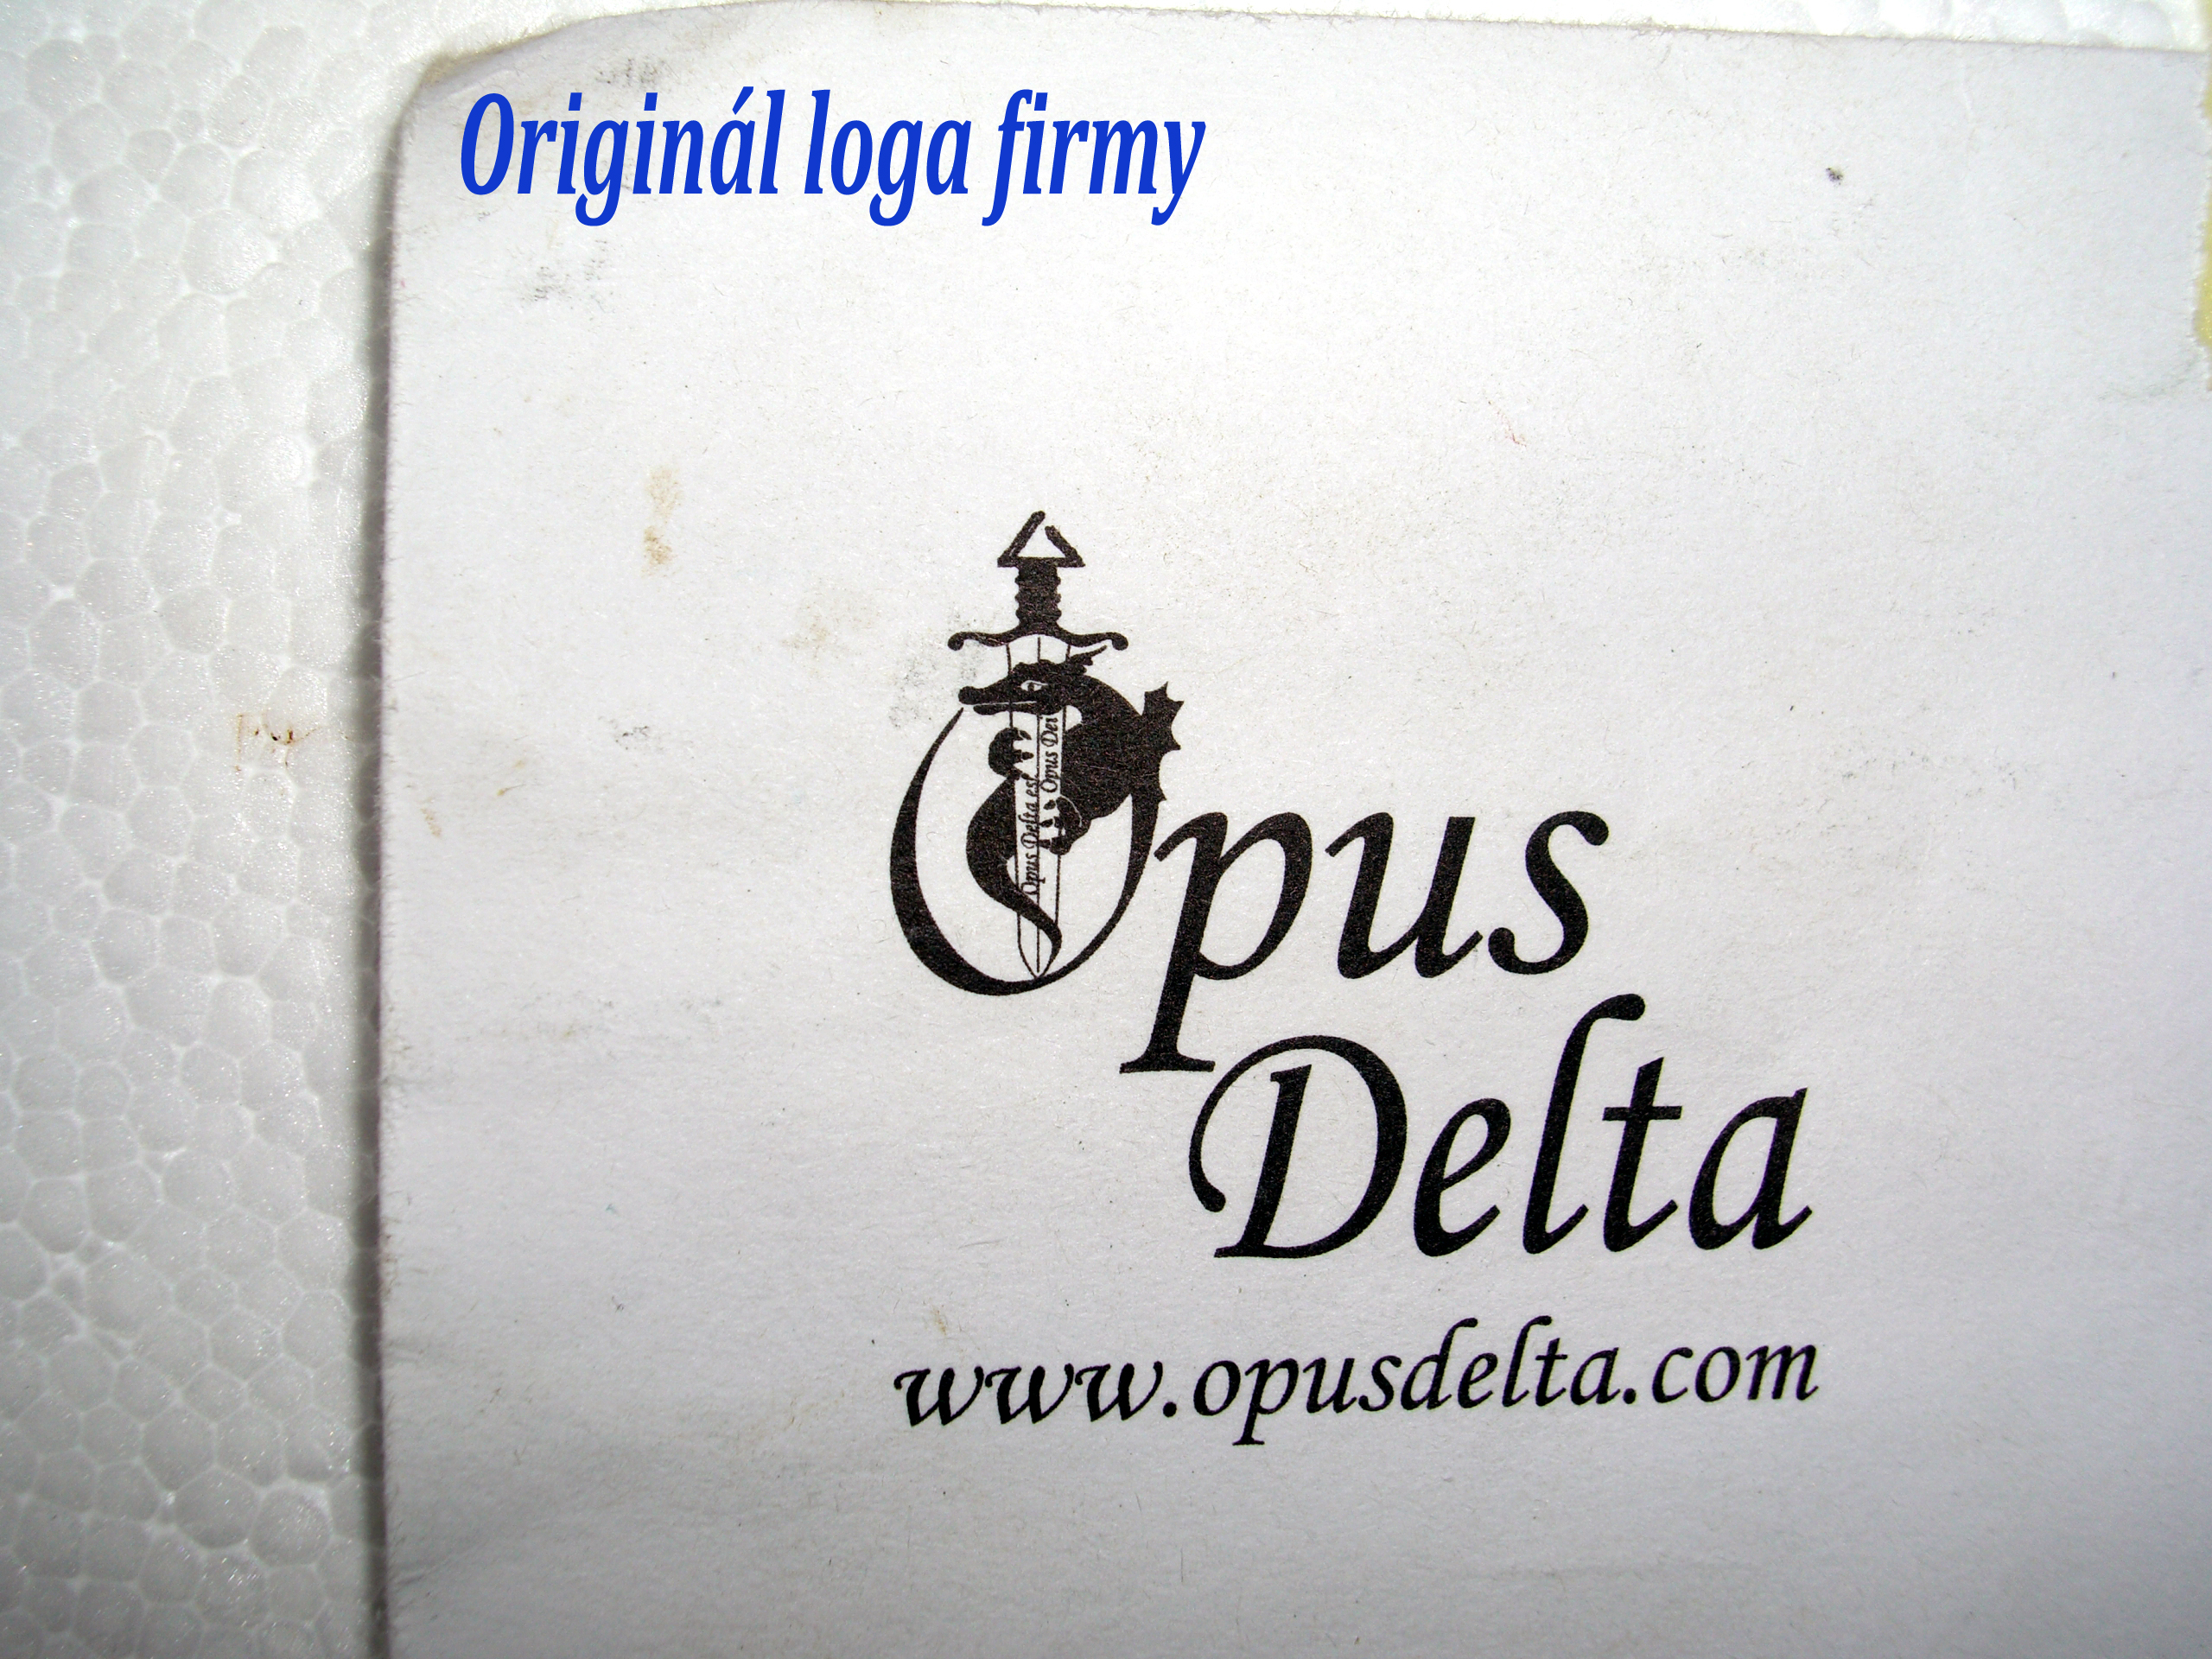 Originál loga firmy
Opus Delta est
Opus Dei
Opus
Delta
www.opusdelta.com